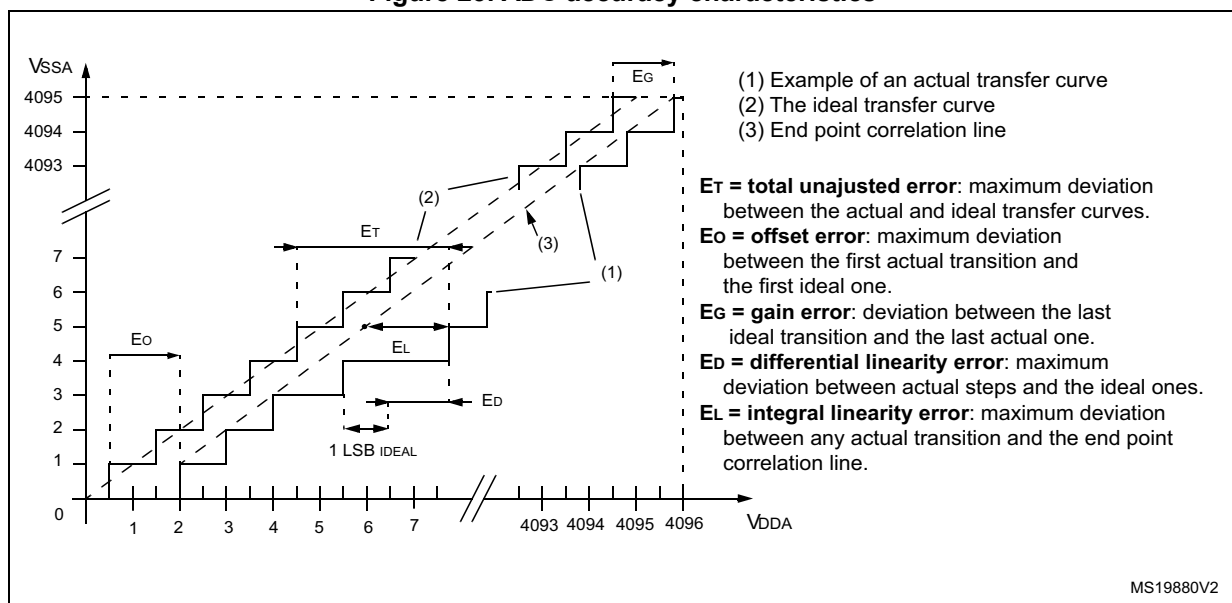 VSSA
EG
(1) Example of an actual transfer curve
(2) The ideal transfer curve
(3) End point correlation line
4095
4094
4093
ET = total unajusted error: maximum deviation
between the actual and ideal transfer curves.
EO = offset error: maximum deviation
between the first actual transition and
the first ideal one.
EG = gain error: deviation between the last
ideal transition and the last actual one.
ED = differential linearity error: maximum
deviation between actual steps and the ideal ones.
EL = integral linearity error: maximum deviation
between any actual transition and the end point
correlation line.
(2)
ET
(3)
(1)
7
6
5
4
3
2
1
0
EO
EL
ED
1 LSB IDEAL
1 2 3 4 5 6 7 4093 4094 4095 4096
VDDA
MS19880V2